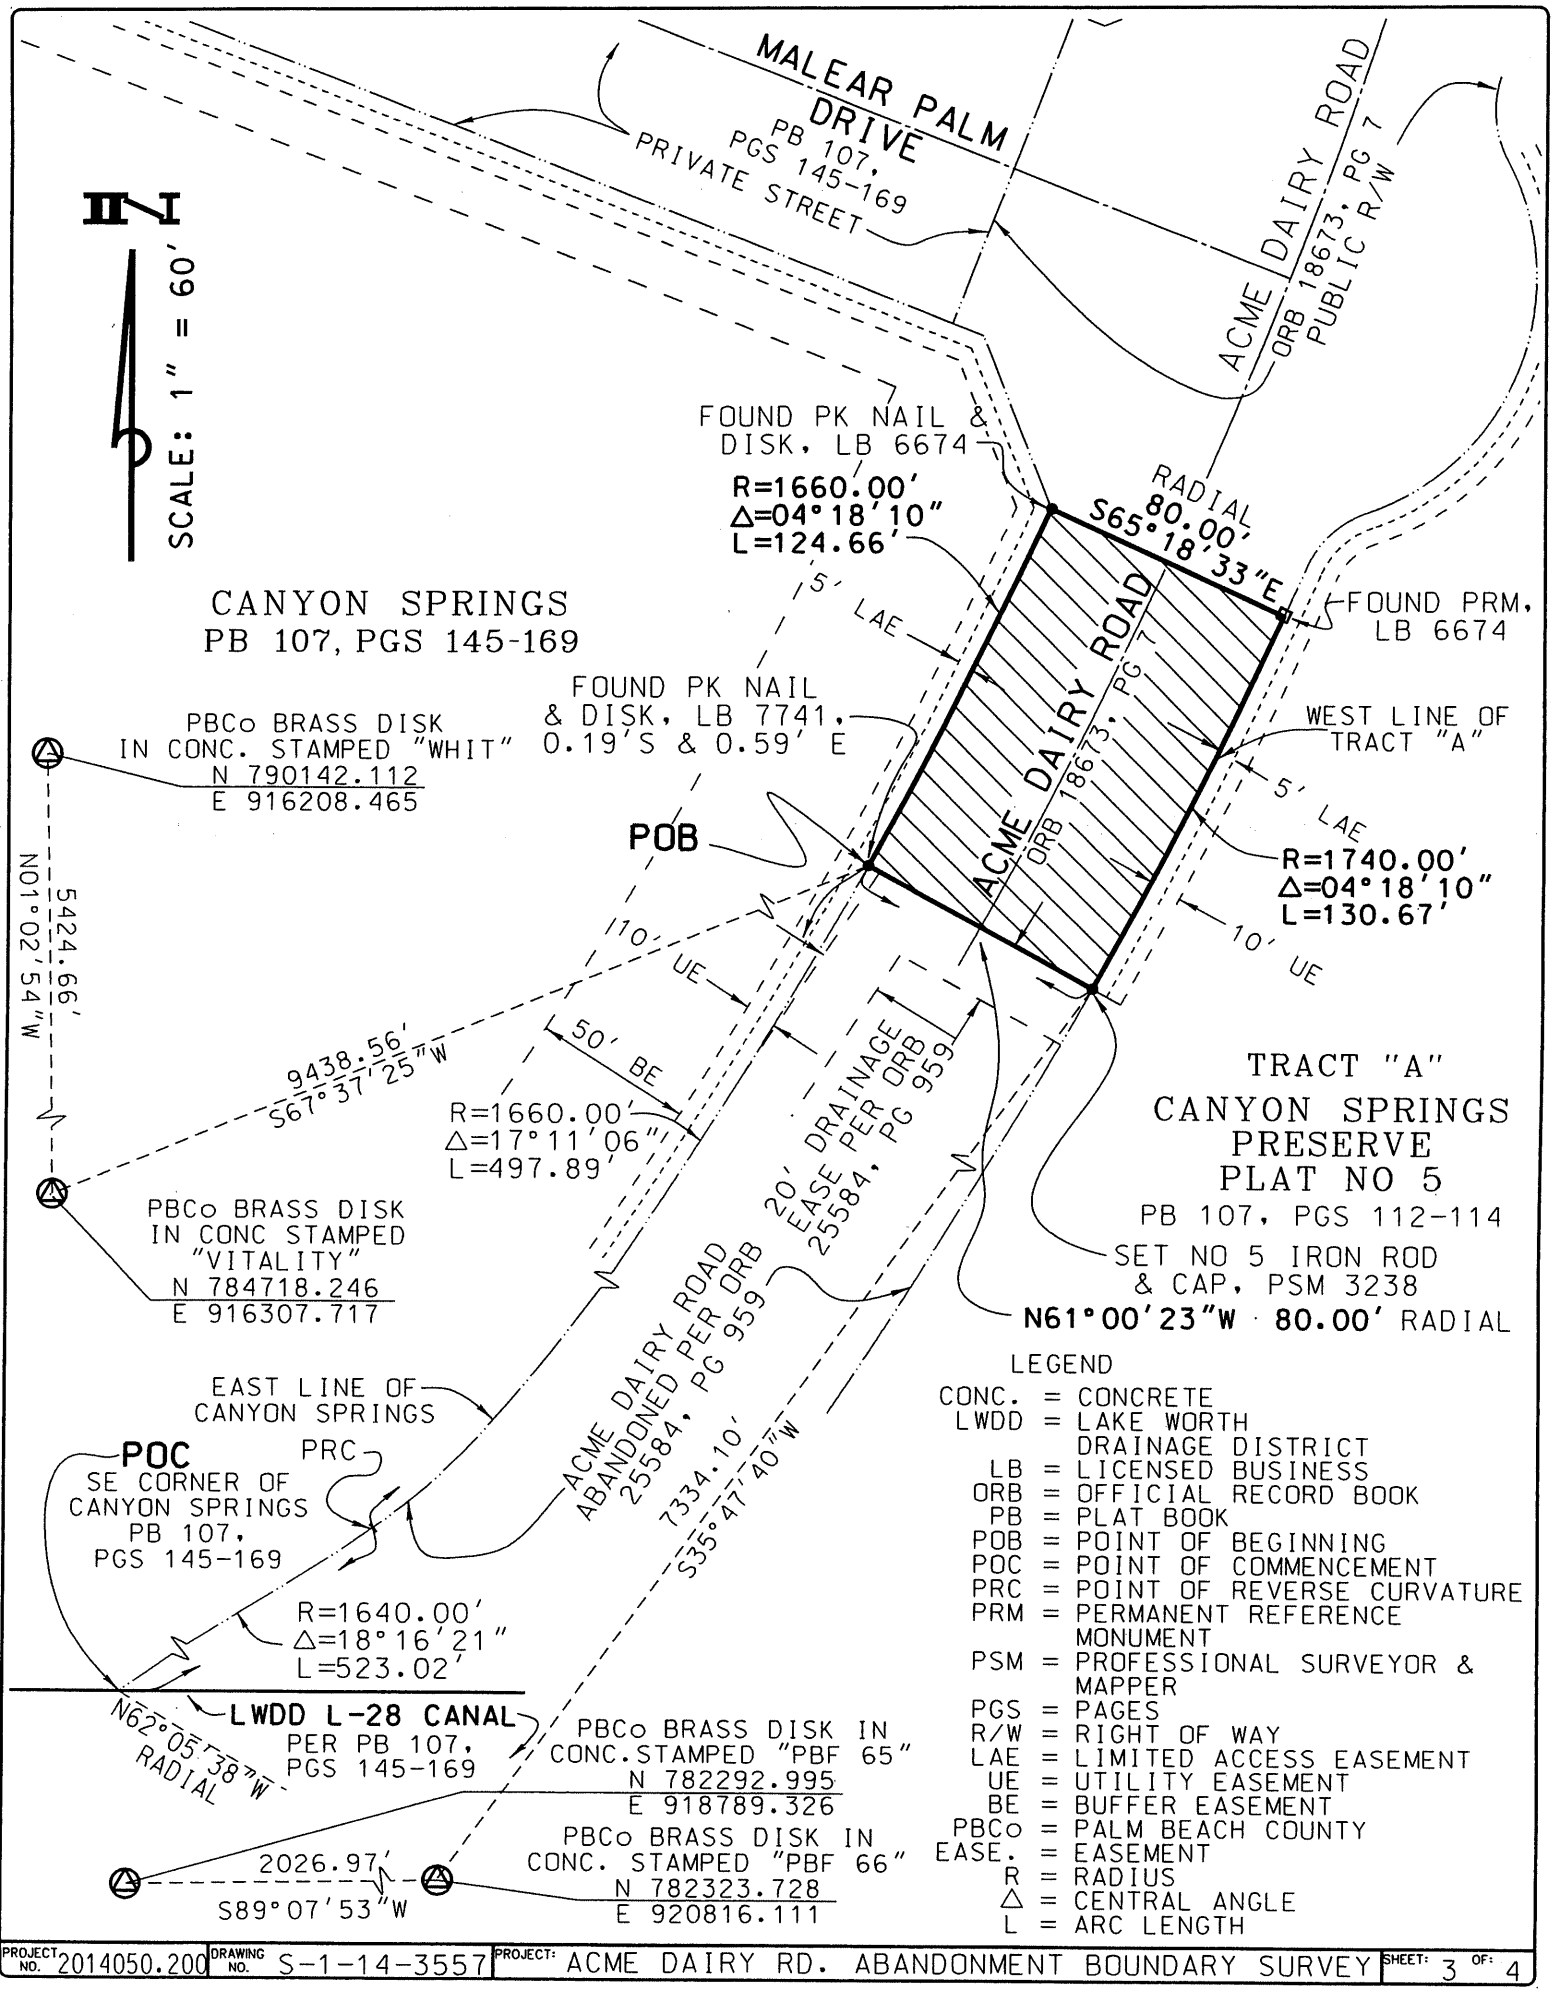 MALEAR PALM
DRIVE
PB 107,
PGS 145-169
PRIVATE STREET
ACME DAIRY ROAD
ORB 18673, PG 7
PUBLIC R/W
SCALE: 1" = 60'
FOUND PK NAIL &
DISK, LB 6674
R=1660.00'
△=04°18'10"
L=124.66'
RADIAL
80.00'
S65°18'33"E
FOUND PRM,
LB 6674
CANYON SPRINGS
PB 107, PGS 145-169
5' LAE
ACME DAIRY ROAD
ORB 18673, PG 7
FOUND PK NAIL
& DISK, LB 7741,
0.19'S & 0.59' E
WEST LINE OF
TRACT "A"
5' LAE
PBCo BRASS DISK
IN CONC. STAMPED "WHIT"
N 790142.112
E 916208.465
POB
R=1740.00'
△=04°18'10"
L=130.67'
10' UE
5424.66'
N01°02'54"W
10' UE
9438.56'
S67°37'25"W
50' BE
R=1660.00'
△=17°11'06"
L=497.89'
20' DRAINAGE
EASE PER ORB
25584, PG 959
TRACT "A"
CANYON SPRINGS
PRESERVE
PLAT NO 5
PB 107, PGS 112-114
PBCo BRASS DISK
IN CONC STAMPED
"VITALITY"
N 784718.246
E 916307.717
SET NO 5 IRON ROD
& CAP, PSM 3238
N61°00'23"W 80.00' RADIAL
ACME DAIRY ROAD
ABANDONED PER ORB
25584, PG 959
EAST LINE OF
CANYON SPRINGS
POC
SE CORNER OF
CANYON SPRINGS
PB 107,
PGS 145-169
PRC
7334.10'
S35°47'40"W
R=1640.00'
△=18°16'21"
L=523.02'
N62°05'38"W
RADIAL
LWDD L-28 CANAL
PER PB 107,
PGS 145-169
PBCo BRASS DISK IN
CONC.STAMPED "PBF 65"
N 782292.995
E 918789.326
PBCo BRASS DISK IN
CONC. STAMPED "PBF 66"
N 782323.728
E 920816.111
2026.97'
S89°07'53"W
LEGEND
CONC. = CONCRETE
LWDD = LAKE WORTH
DRAINAGE DISTRICT
LB = LICENSED BUSINESS
ORB = OFFICIAL RECORD BOOK
PB = PLAT BOOK
POB = POINT OF BEGINNING
POC = POINT OF COMMENCEMENT
PRC = POINT OF REVERSE CURVATURE
PRM = PERMANENT REFERENCE
MONUMENT
PSM = PROFESSIONAL SURVEYOR &
MAPPER
PGS = PAGES
R/W = RIGHT OF WAY
LAE = LIMITED ACCESS EASEMENT
UE = UTILITY EASEMENT
BE = BUFFER EASEMENT
PBCo = PALM BEACH COUNTY
EASE. = EASEMENT
R = RADIUS
△ = CENTRAL ANGLE
L = ARC LENGTH
PROJECT NO. 2014050.200 DRAWING NO. S-1-14-3557 PROJECT: ACME DAIRY RD. ABANDONMENT BOUNDARY SURVEY SHEET: 3 OF: 4